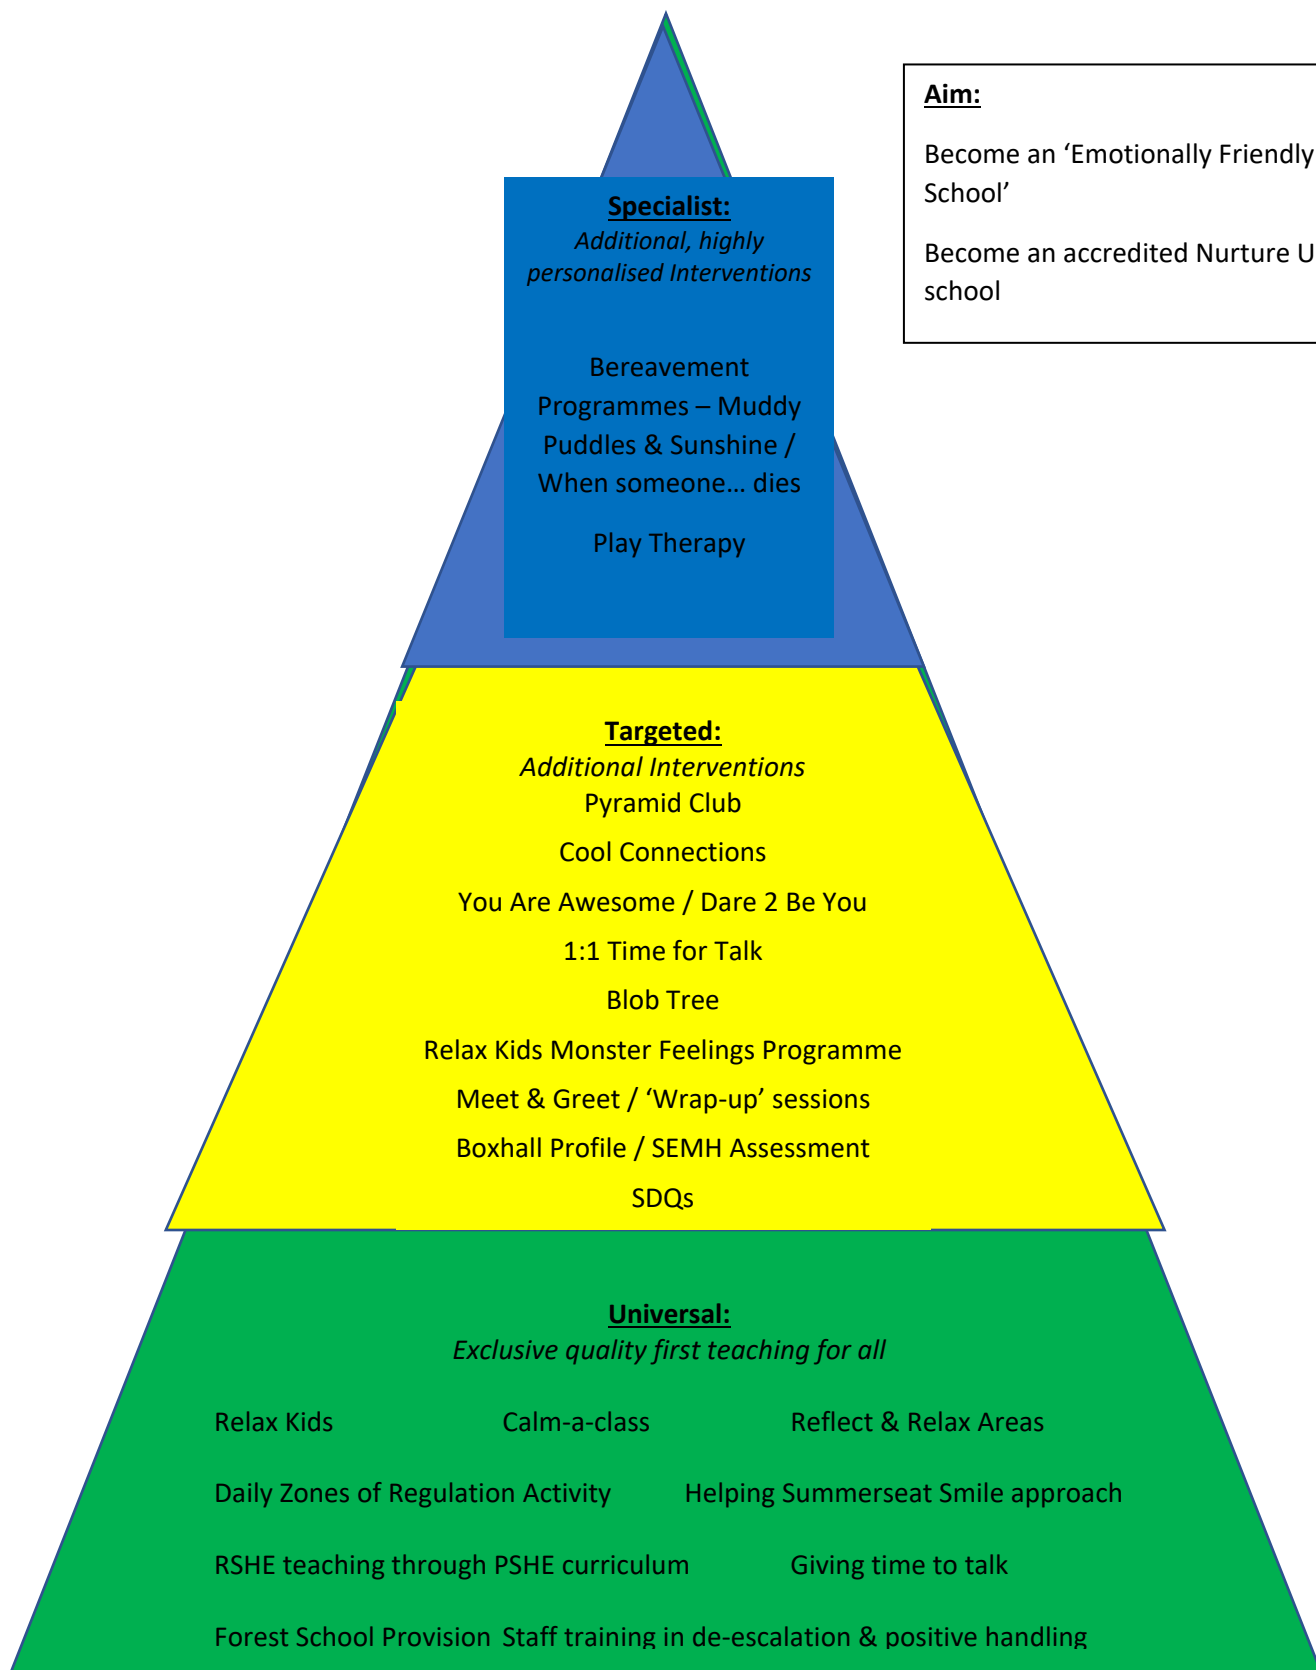 Aim:
Become an ‘Emotionally Friendly
School’
Become an accredited Nurture U
school
Specialist:
Additional, highly
personalised Interventions
Bereavement
Programmes – Muddy
Puddles & Sunshine /
When someone... dies
Play Therapy
Targeted:
Additional Interventions
Pyramid Club
Cool Connections
You Are Awesome / Dare 2 Be You
1:1 Time for Talk
Blob Tree
Relax Kids Monster Feelings Programme
Meet & Greet / ‘Wrap-up’ sessions
Boxhall Profile / SEMH Assessment
SDQs
Universal:
Exclusive quality first teaching for all
Relax Kids Calm-a-class Reflect & Relax Areas
Daily Zones of Regulation Activity Helping Summerseat Smile approach
RSHE teaching through PSHE curriculum Giving time to talk
Forest School Provision Staff training in de-escalation & positive handling